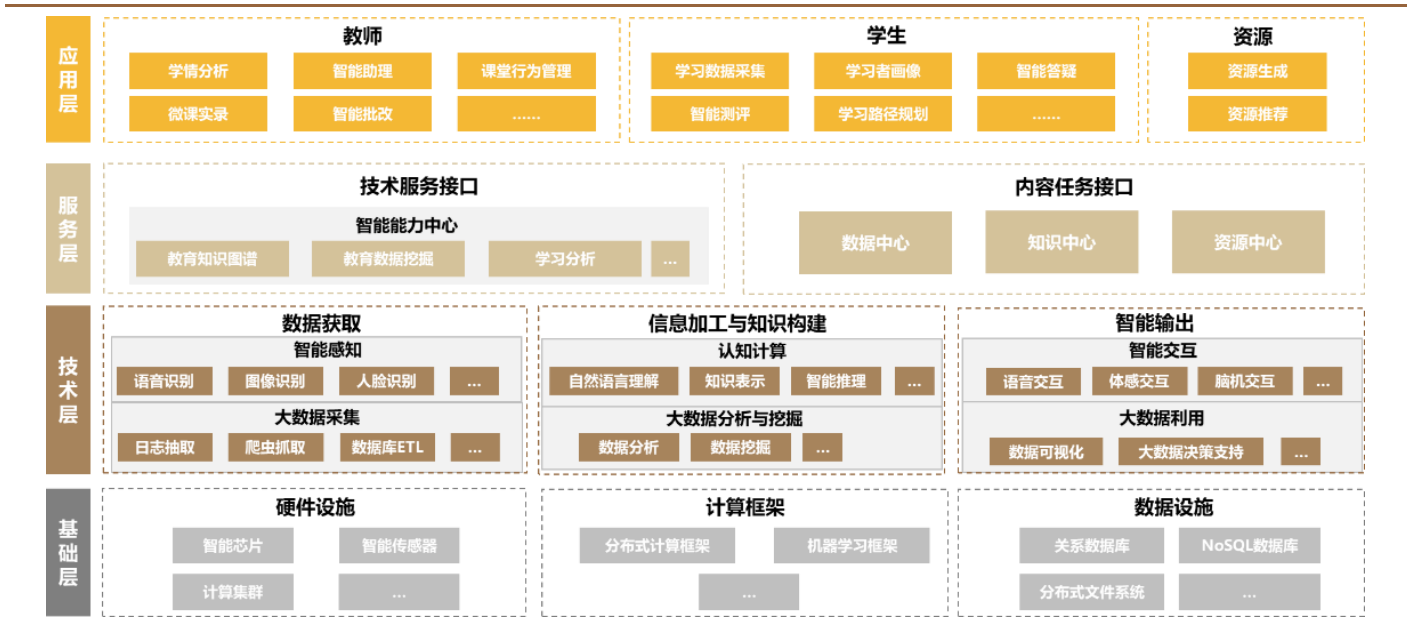 应用层
教师
学情分析 智能助理 课堂行为管理
微课实录 智能批改 ......
学生
学习数据采集 学习者画像 智能答疑
智能测评 学习路径规划 ......
资源
资源生成
资源推荐
服务层
技术服务接口
智能能力中心
教育知识图谱 教育数据挖掘 学习分析 ...
内容任务接口
数据中心 知识中心 资源中心
技术层
数据获取
智能感知
语音识别 图像识别 人脸识别 ...
大数据采集
日志抽取 爬虫抓取 数据库ETL ...
信息加工与知识构建
认知计算
自然语言理解 知识表示 智能推理 ...
大数据分析与挖掘
数据分析 数据挖掘 ...
智能输出
智能交互
语音交互 体感交互 脑机交互 ...
大数据利用
数据可视化 大数据决策支持 ...
基础层
硬件设施
智能芯片 智能传感器
计算集群 ...
计算框架
分布式计算框架 机器学习框架
...
数据设施
关系数据库 NoSQL数据库
分布式文件系统 ...